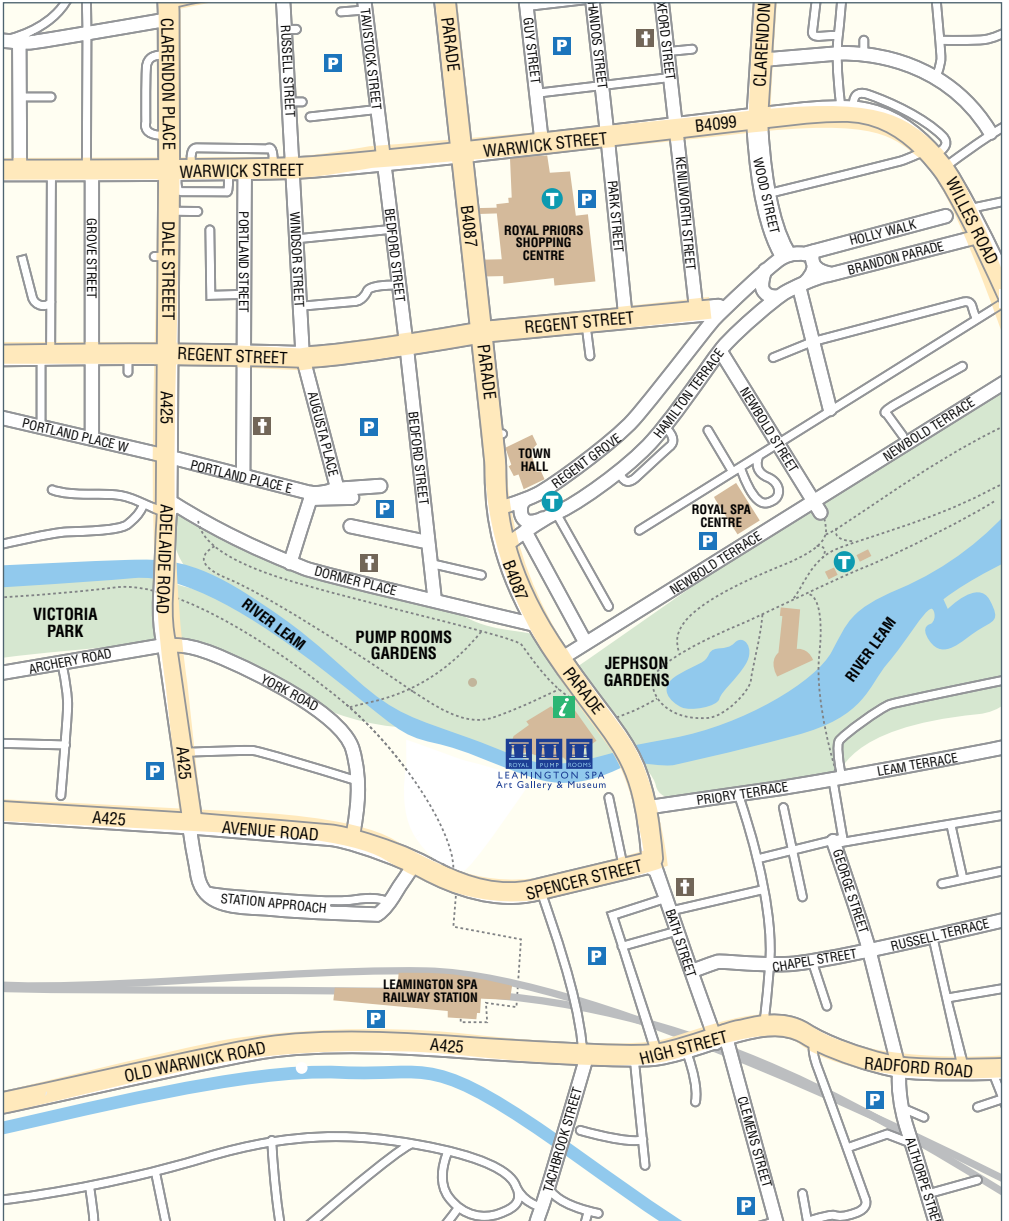 CLARENDON PLACE
RUSSELL STREET
TAVISTOCK STREET
PARADE
GUY STREET
HANDOS STREET
XFORD STREET
CLARENDON
P
P
WARWICK STREET
WARWICK STREET
B4099
WILLES ROAD
GROVE STREET
DALE STREEET
PORTLAND STREET
WINDSOR STREET
BEDFORD STREET
B4087
T
P
ROYAL PRIORS
SHOPPING
CENTRE
PARK STREET
KENILWORTH STREET
WOOD STREET
HOLLY WALK
BRANDON PARADE
REGENT STREET
REGENT STREET
PARADE
A425
PORTLAND PLACE W
PORTLAND PLACE E
AUGUSTA PLACE
P
BEDFORD STREET
TOWN
HALL
REGENT GROVE
HAMILTON TERRACE
NEWBOLD STREET
NEWBOLD TERRACE
T
P
ROYAL SPA
CENTRE
P
NEWBOLD TERRACE
ADELAIDE ROAD
DORMER PLACE
B4087
T
VICTORIA
PARK
RIVER LEAM
PUMP ROOMS
GARDENS
JEPHSON
GARDENS
RIVER LEAM
ARCHERY ROAD
YORK ROAD
PARADE
i
ROYAL PUMP ROOMS
LEAMINGTON SPA
Art Gallery & Museum
A425
P
PRIORY TERRACE
LEAM TERRACE
A425
AVENUE ROAD
SPENCER STREET
STATION APPROACH
BATH STREET
GEORGE STREET
RUSSELL TERRACE
CHAPEL STREET
P
LEAMINGTON SPA
RAILWAY STATION
P
OLD WARWICK ROAD
A425
HIGH STREET
RADFORD ROAD
P
TACHBROOK STREET
CLEMENS STREET
ALTHORPE STRE
P